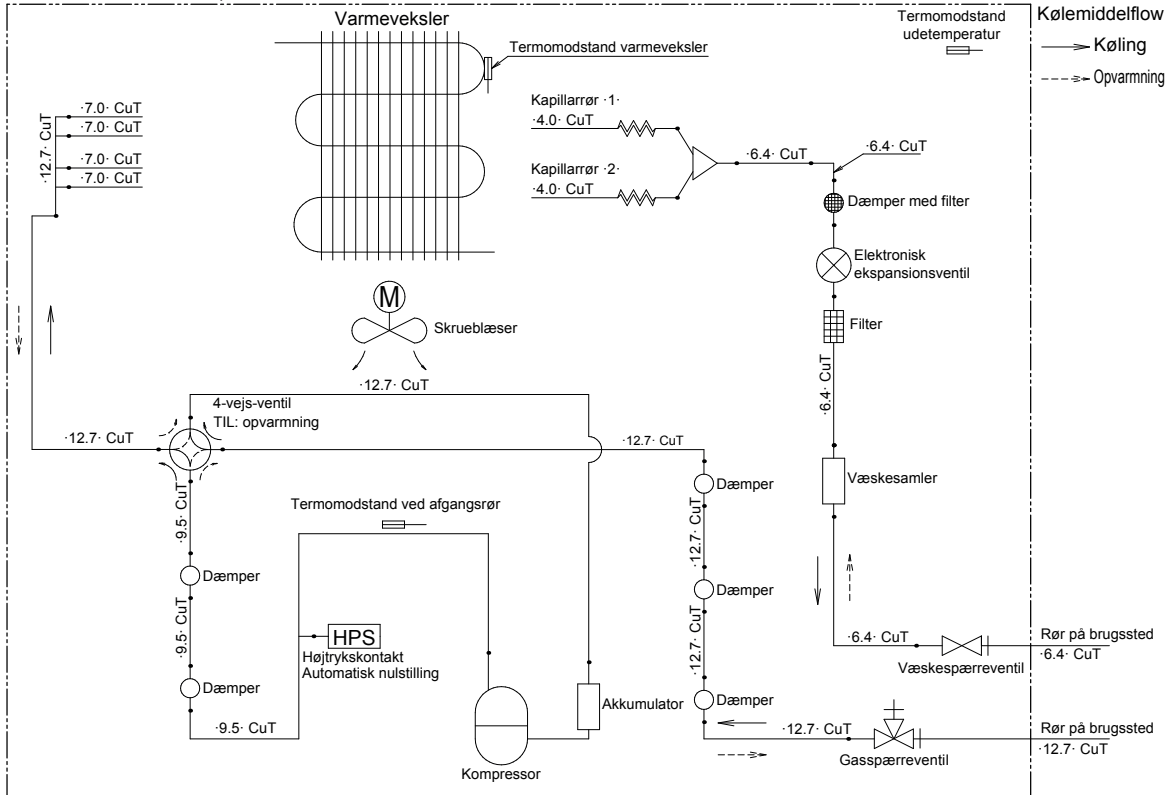 Varmeveksler
Termomodstand varmeveksler
Termomodstand
udetemperatur
Kølemiddelflow
Køling
Opvarmning
·7.0· CuT
·7.0· CuT
·7.0· CuT
·7.0· CuT
·12.7· CuT
Kapillarrør ·1·
·4.0· CuT
Kapillarrør ·2·
·4.0· CuT
·6.4· CuT
·6.4· CuT
Dæmper med filter
Elektronisk
ekspansionsventil
Filter
·6.4· CuT
Væskesamler
M
Skrueblæser
·12.7· CuT
4-vejs-ventil
TIL: opvarmning
·12.7· CuT
·12.7· CuT
Termomodstand ved afgangsrør
·9.5· CuT
Dæmper
·9.5· CuT
Dæmper
·9.5· CuT
HPS
Højtrykskontakt
Automatisk nulstilling
Kompressor
Akkumulator
Dæmper
·12.7· CuT
Dæmper
·12.7· CuT
Dæmper
·12.7· CuT
Gasspærreventil
·6.4· CuT
Væskespærreventil
Rør på brugssted
·6.4· CuT
Rør på brugssted
·12.7· CuT